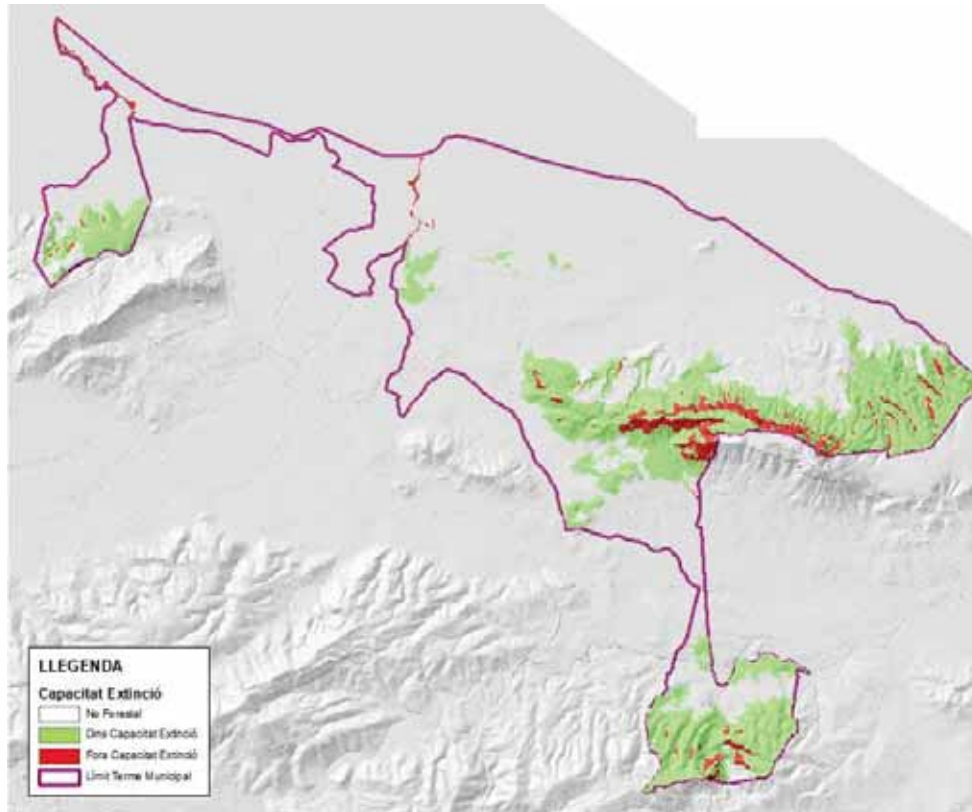 LLEGENDA
Capacitat Extinció
No Forestal
Dins Capacitat Extinció
Fora Capacitat Extinció
Límit Terme Municipal